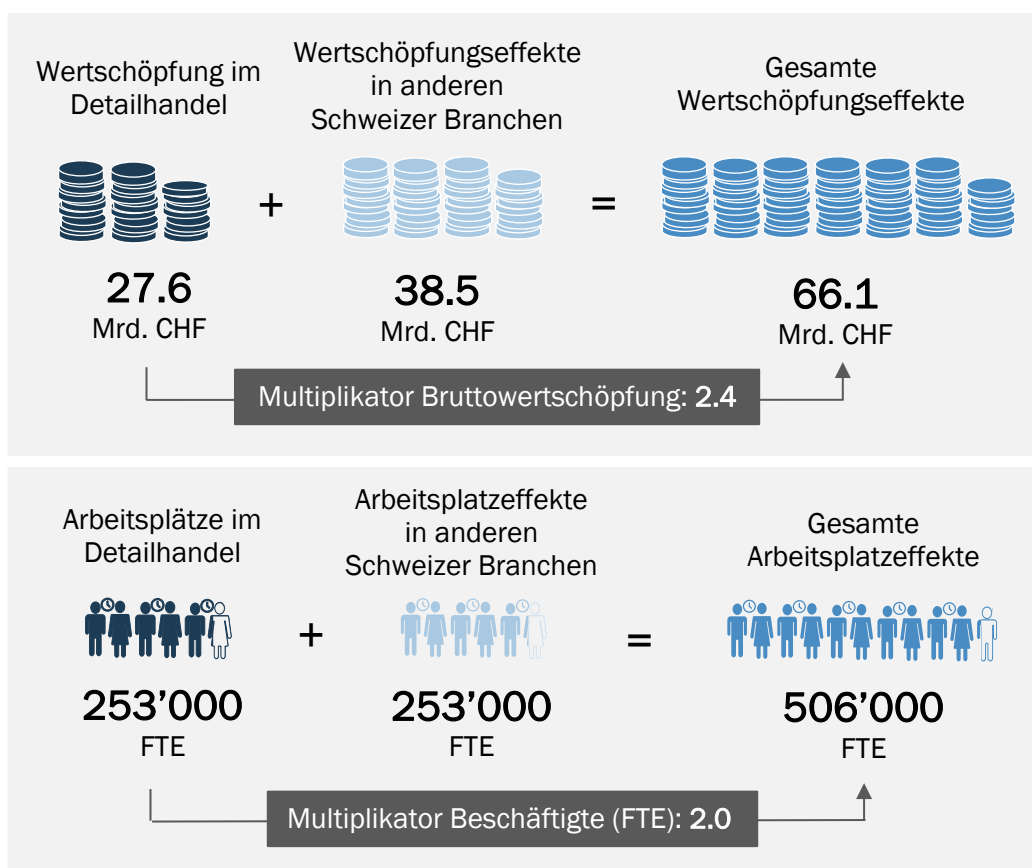 Wertschöpfung im
Detailhandel
Wertschöpfungseffekte
in anderen
Schweizer Branchen
Gesamte
Wertschöpfungseffekte
+
=
27.6
Mrd. CHF
38.5
Mrd. CHF
66.1
Mrd. CHF
Multiplikator Bruttowertschöpfung: 2.4
Arbeitsplätze im
Detailhandel
Arbeitsplatzeffekte
in anderen
Schweizer Branchen
Gesamte
Arbeitsplatzeffekte
+
=
253’000
FTE
253’000
FTE
506’000
FTE
Multiplikator Beschäftigte (FTE): 2.0